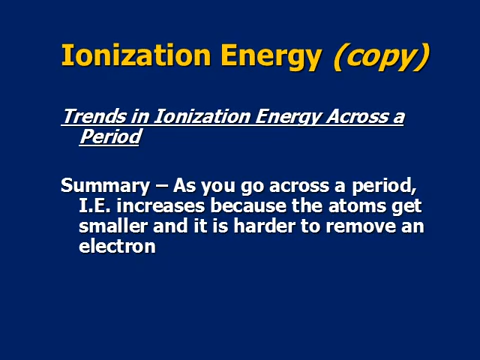 Ionization Energy (copy)
Trends in Ionization Energy Across a
Period
Summary – As you go across a period,
I.E. increases because the atoms get
smaller and it is harder to remove an
electron